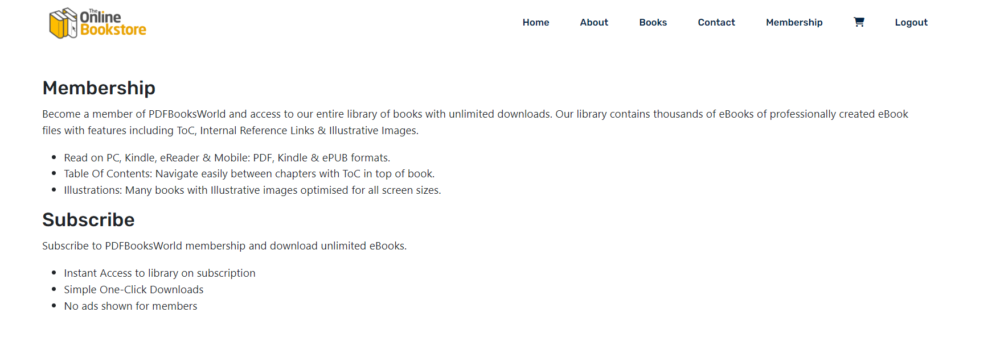 The
Online
Bookstore
Home About Books Contact Membership Logout
Membership
Become a member of PDFBooksWorld and access to our entire library of books with unlimited downloads. Our library contains thousands of eBooks of professionally created eBook
files with features including ToC, Internal Reference Links & Illustrative Images.
Read on PC, Kindle, eReader & Mobile: PDF, Kindle & ePUB formats.
Table Of Contents: Navigate easily between chapters with ToC in top of book.
Illustrations: Many books with Illustrative images optimised for all screen sizes.
Subscribe
Subscribe to PDFBooksWorld membership and download unlimited eBooks.
Instant Access to library on subscription
Simple One-Click Downloads
No ads shown for members